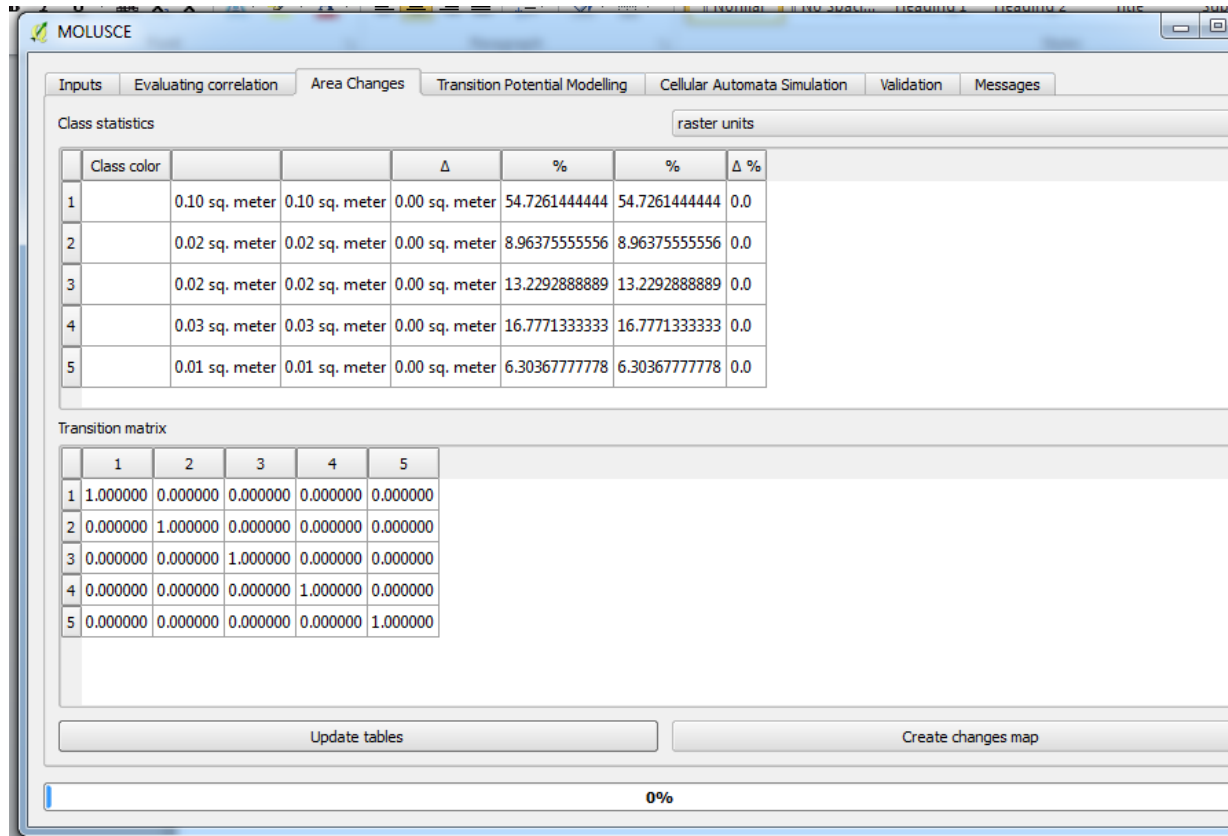 Normal No Spaci... Heading 1 Heading 2 Title
MOLUSCE
Inputs Evaluating correlation Area Changes Transition Potential Modelling Cellular Automata Simulation Validation Messages
Class statistics raster units
Class color Δ % % Δ %
1 0.10 sq. meter 0.10 sq. meter 0.00 sq. meter 54.7261444444 54.7261444444 0.0
2 0.02 sq. meter 0.02 sq. meter 0.00 sq. meter 8.96375555556 8.96375555556 0.0
3 0.02 sq. meter 0.02 sq. meter 0.00 sq. meter 13.2292888889 13.2292888889 0.0
4 0.03 sq. meter 0.03 sq. meter 0.00 sq. meter 16.7771333333 16.7771333333 0.0
5 0.01 sq. meter 0.01 sq. meter 0.00 sq. meter 6.30367777778 6.30367777778 0.0
Transition matrix
1 2 3 4 5
1 1.000000 0.000000 0.000000 0.000000 0.000000
2 0.000000 1.000000 0.000000 0.000000 0.000000
3 0.000000 0.000000 1.000000 0.000000 0.000000
4 0.000000 0.000000 0.000000 1.000000 0.000000
5 0.000000 0.000000 0.000000 0.000000 1.000000
Update tables Create changes map
0%